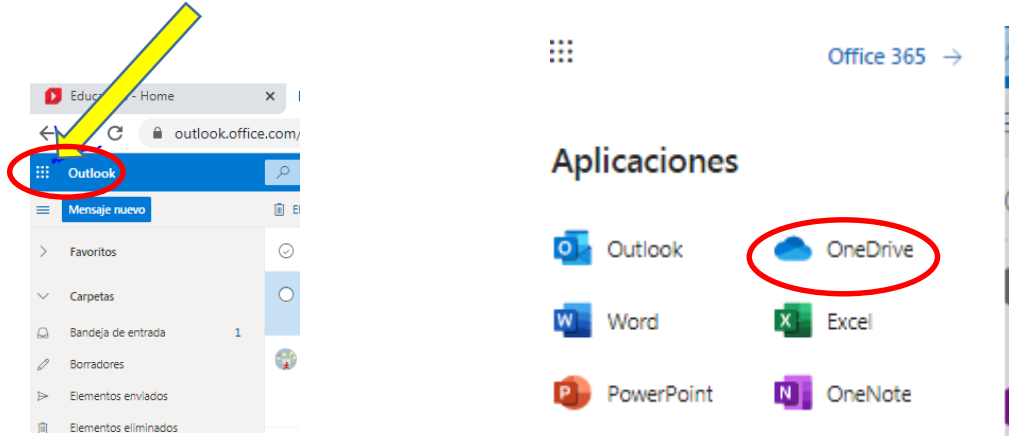 Educa
- Home
outlook.office.com/
Outlook
Mensaje nuevo
Favoritos
Carpetas
Bandeja de entrada 1
Borradores
Elementos enviados
Elementos eliminados
Office 365 →
Aplicaciones
Outlook OneDrive
Word Excel
PowerPoint OneNote